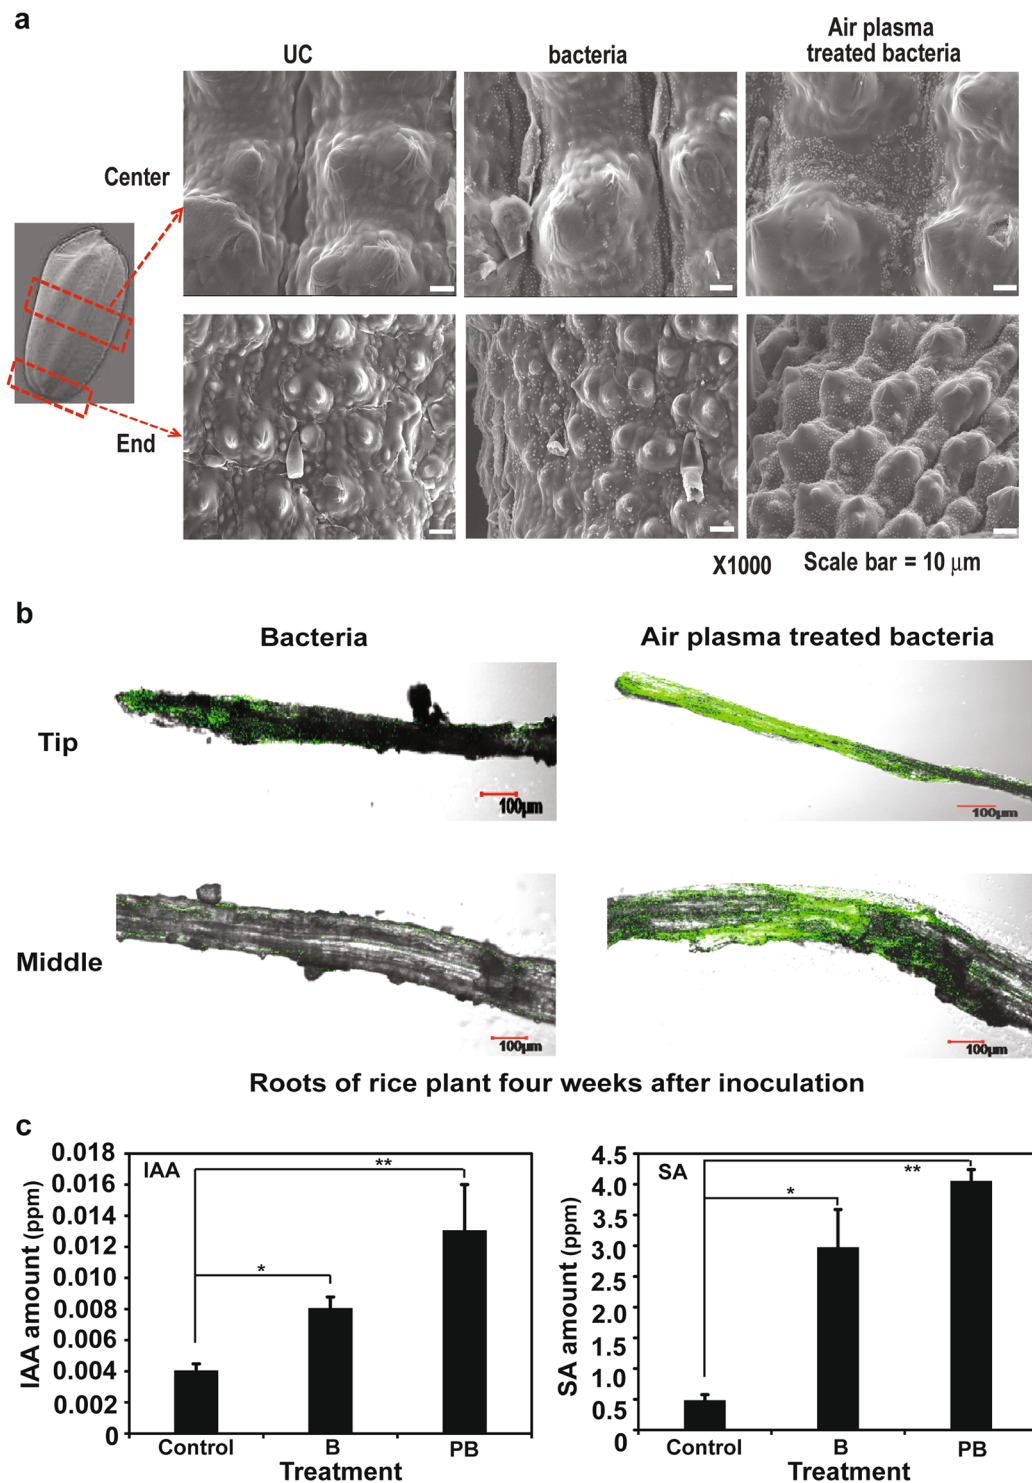 a
UC
bacteria
Air plasma
treated bacteria
Center
End
X1000
Scale bar = 10 μm
b
Bacteria
Air plasma treated bacteria
Tip
100μm
100μm
Middle
100μm
100μm
Roots of rice plant four weeks after inoculation
c
IAA
IAA amount (ppm)
0.018
0.016
0.014
0.012
0.010
0.008
0.006
0.004
0.002
0
*
**
Control
B
PB
Treatment
SA
SA amount (ppm)
4.5
4.0
3.5
3.0
2.5
2.0
1.5
1.0
0.5
0
*
**
Control
B
PB
Treatment